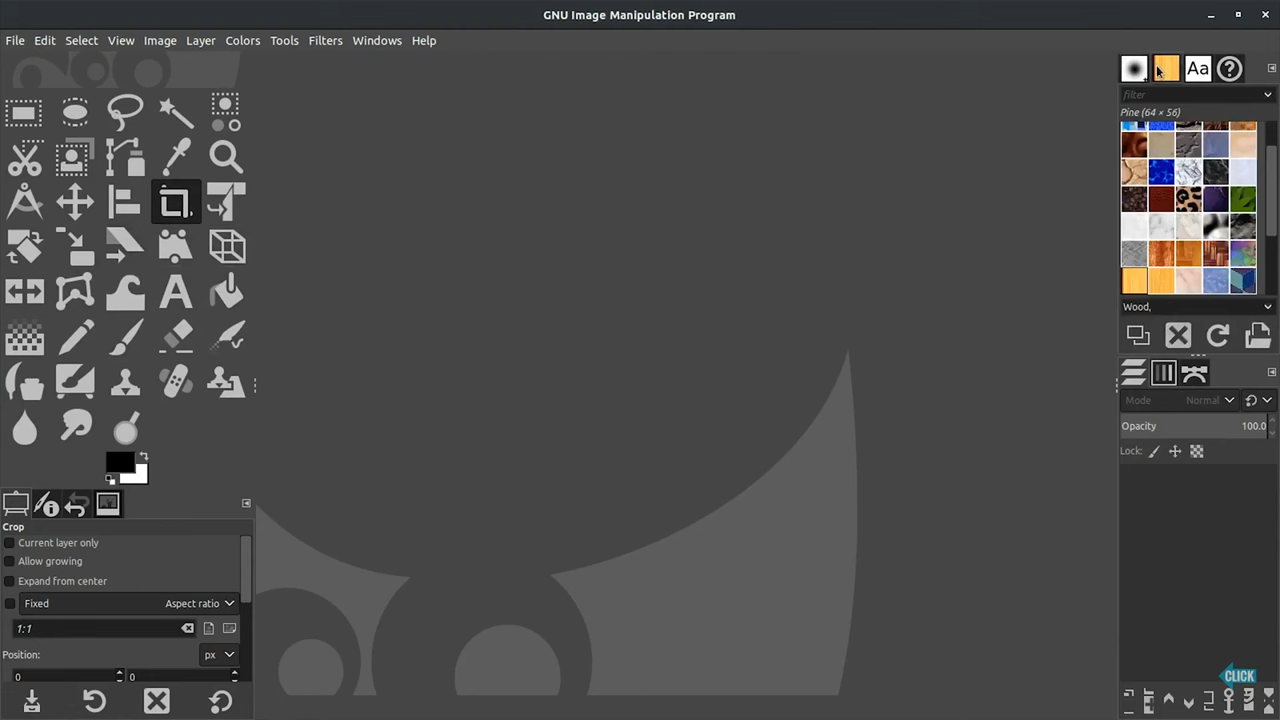 GNU Image Manipulation Program
File Edit Select View Image Layer Colors Tools Filters Windows Help
Aa
filter
Pine (64 × 56)
Wood,
Mode Normal
Opacity 100.0
Lock:
Crop
Current layer only
Allow growing
Expand from center
Fixed Aspect ratio
1:1
Position: px
0 0
CLICK